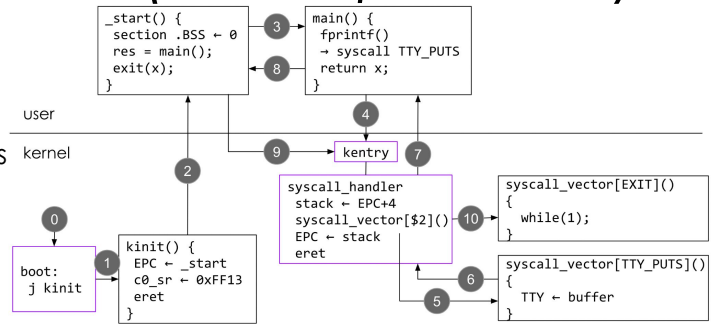 _start() {
section .BSS ← 0
res = main();
exit(x);
}
3
8
main() {
fprintf()
→ syscall TTY_PUTS
return x;
}
user
4
S kernel
2
9
kentry
7
syscall_handler
stack ← EPC+4
syscall_vector[$2]()
EPC ← stack
eret
10
syscall_vector[EXIT]()
{
while(1);
}
0
boot:
j kinit
1
kinit() {
EPC ← _start
c0_sr ← 0xFF13
eret
}
6
5
syscall_vector[TTY_PUTS]()
{
TTY ← buffer
}